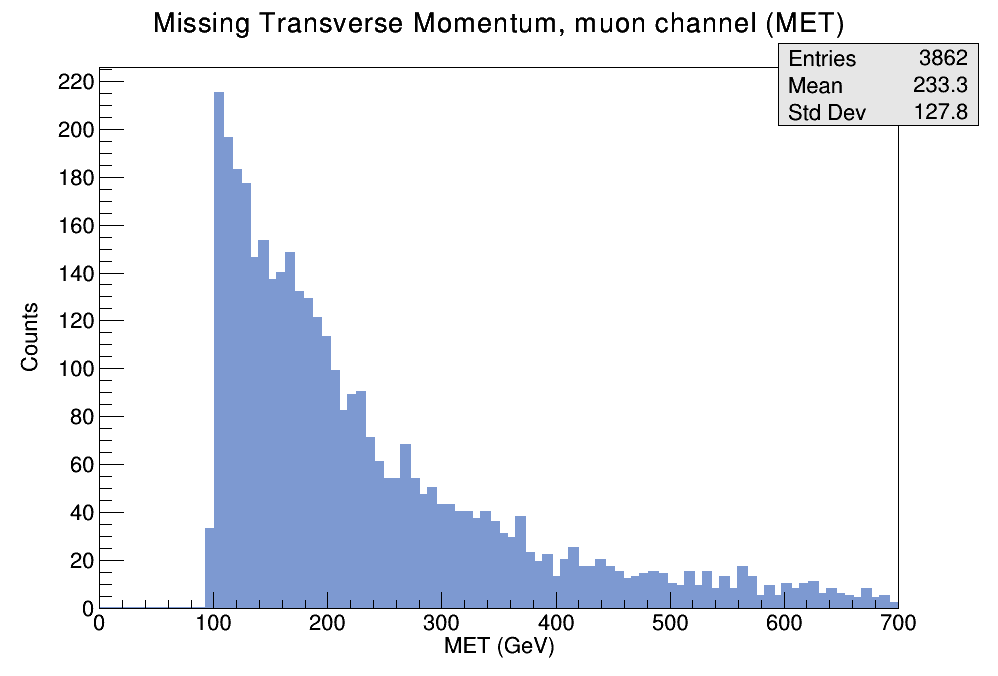 Missing Transverse Momentum, muon channel (MET)
Entries 3862
Mean 233.3
Std Dev 127.8
220
200
180
160
140
120
100
80
60
40
20
0
Counts
0 100 200 300 400 500 600 700
MET (GeV)